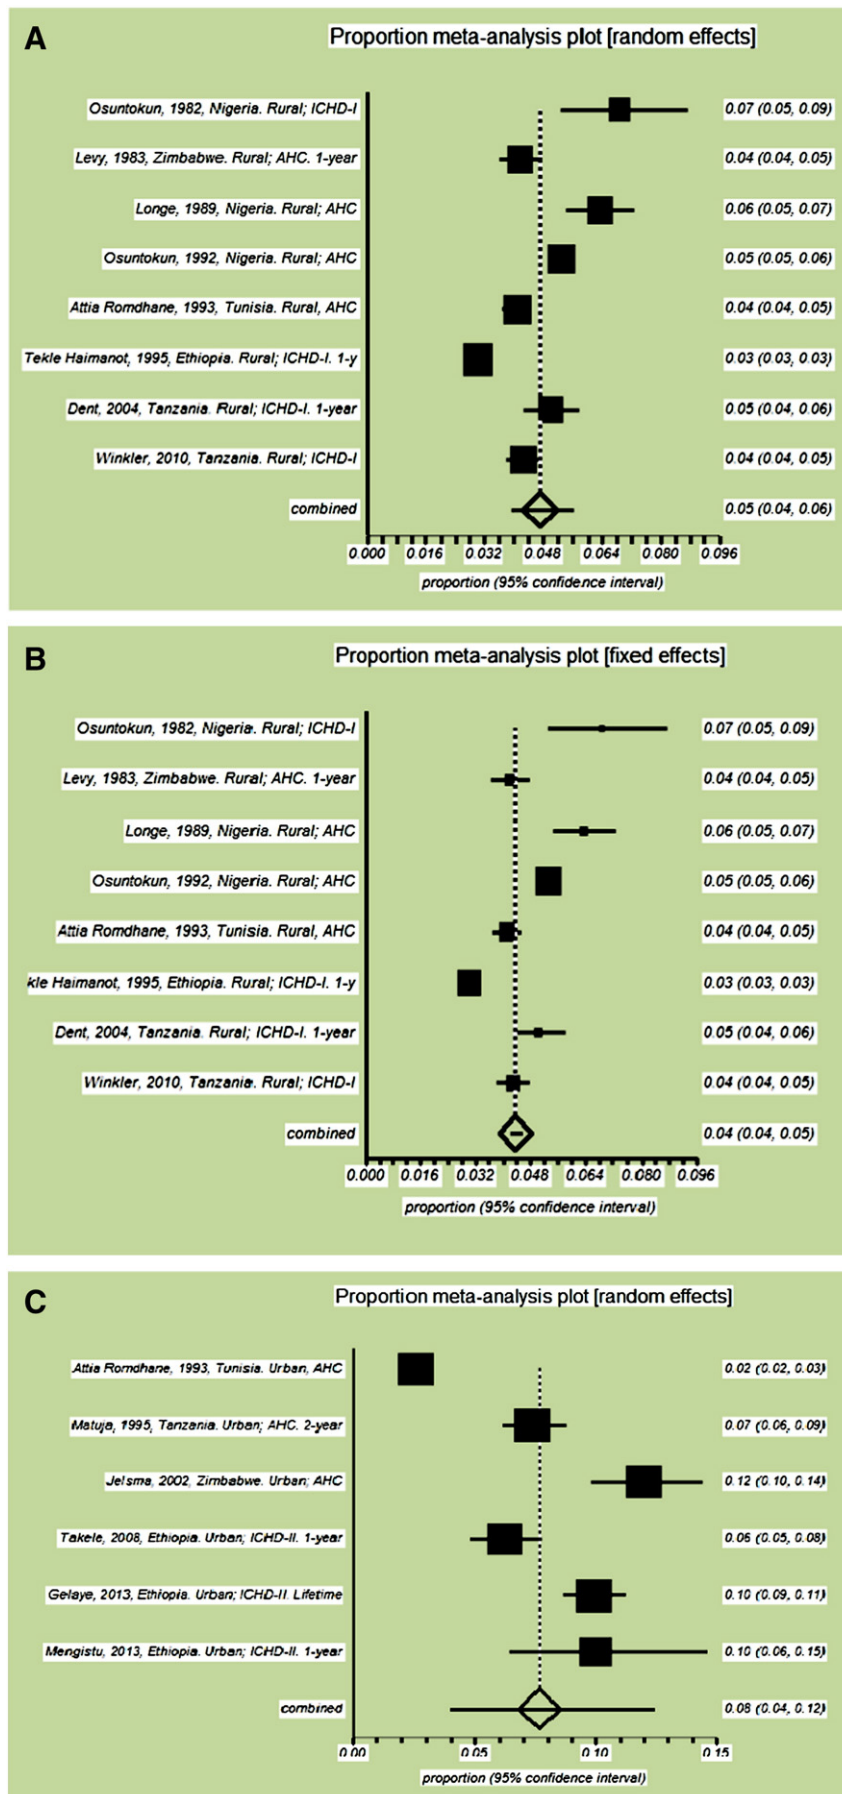 A
Proportion meta-analysis plot [random effects]
Osuntokun, 1982, Nigeria. Rural; ICHD-I 0.07 (0.05, 0.09)
Levy, 1983, Zimbabwe. Rural; AHC. 1-year 0.04 (0.04, 0.05)
Longe, 1989, Nigeria. Rural; AHC 0.06 (0.05, 0.07)
Osuntokun, 1992, Nigeria. Rural; AHC 0.05 (0.05, 0.06)
Attia Romdhane, 1993, Tunisia. Rural, AHC 0.04 (0.04, 0.05)
Tekle Haimanot, 1995, Ethiopia. Rural; ICHD-I. 1-y 0.03 (0.03, 0.03)
Dent, 2004, Tanzania. Rural; ICHD-I. 1-year 0.05 (0.04, 0.06)
Winkler, 2010, Tanzania. Rural; ICHD-I 0.04 (0.04, 0.05)
combined 0.05 (0.04, 0.06)
0.000 0.016 0.032 0.048 0.064 0.080 0.096
proportion (95% confidence interval)
B
Proportion meta-analysis plot [fixed effects]
Osuntokun, 1982, Nigeria. Rural; ICHD-I 0.07 (0.05, 0.09)
Levy, 1983, Zimbabwe. Rural; AHC. 1-year 0.04 (0.04, 0.05)
Longe, 1989, Nigeria. Rural; AHC 0.06 (0.05, 0.07)
Osuntokun, 1992, Nigeria. Rural; AHC 0.05 (0.05, 0.06)
Attia Romdhane, 1993, Tunisia. Rural, AHC 0.04 (0.04, 0.05)
kle Haimanot, 1995, Ethiopia. Rural; ICHD-I. 1-y 0.03 (0.03, 0.03)
Dent, 2004, Tanzania. Rural; ICHD-I. 1-year 0.05 (0.04, 0.06)
Winkler, 2010, Tanzania. Rural; ICHD-I 0.04 (0.04, 0.05)
combined 0.04 (0.04, 0.05)
0.000 0.016 0.032 0.048 0.064 0.080 0.096
proportion (95% confidence interval)
C
Proportion meta-analysis plot [random effects]
Attia Romdhane, 1993, Tunisia. Urban, AHC 0.02 (0.02, 0.03)
Matuja, 1995, Tanzania. Urban; AHC. 2-year 0.07 (0.06, 0.09)
Jelsma, 2002, Zimbabwe. Urban; AHC 0.12 (0.10, 0.14)
Takele, 2008, Ethiopia. Urban; ICHD-II. 1-year 0.06 (0.05, 0.08)
Gelaye, 2013, Ethiopia. Urban; ICHD-II. Lifetime 0.10 (0.09, 0.11)
Mengistu, 2013, Ethiopia. Urban; ICHD-II. 1-year 0.10 (0.06, 0.15)
combined 0.08 (0.04, 0.12)
0.00 0.05 0.10 0.15
proportion (95% confidence interval)